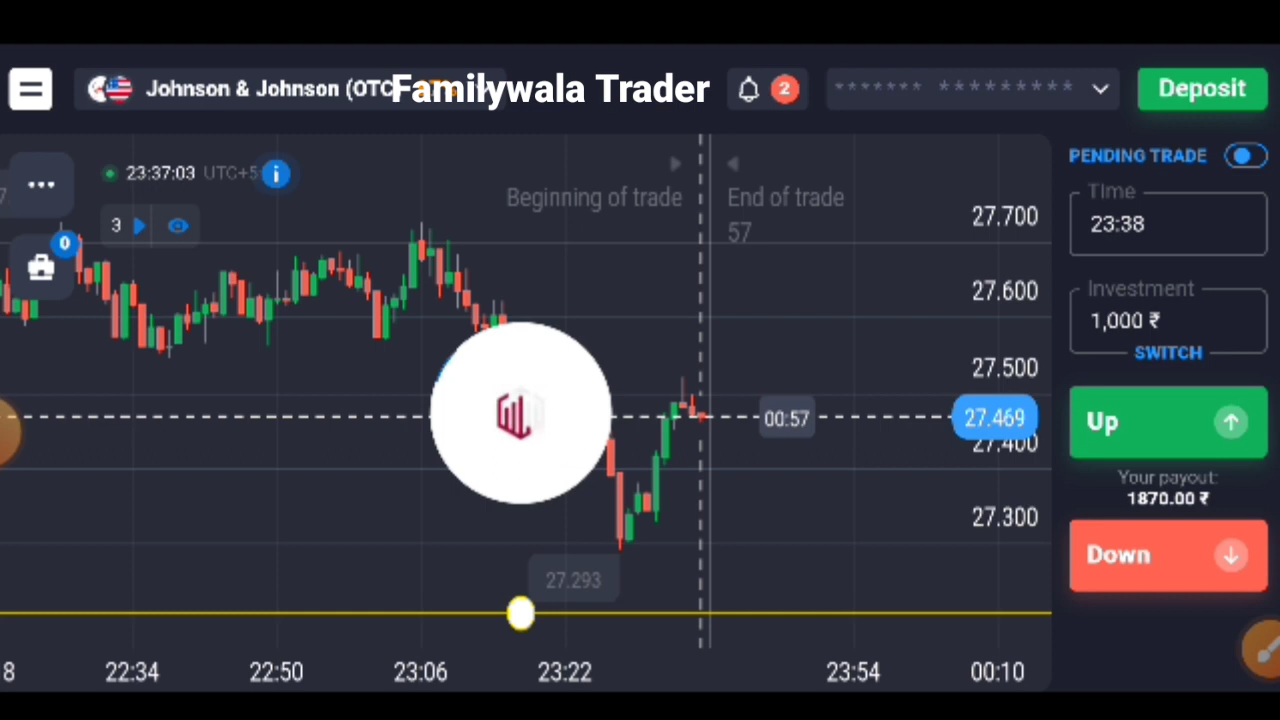 Johnson & Johnson (OTC
Familywala Trader
2
******* *********
Deposit
23:37:03 UTC+5
i
Beginning of trade
End of trade
57
3
0
27.700
27.600
27.500
27.400
27.300
00:57
27.469
27.293
PENDING TRADE
Time
23:38
Investment
1,000 ₹
SWITCH
Up
Your payout:
1870.00 ₹
Down
8 22:34 22:50 23:06 23:22 23:54 00:10